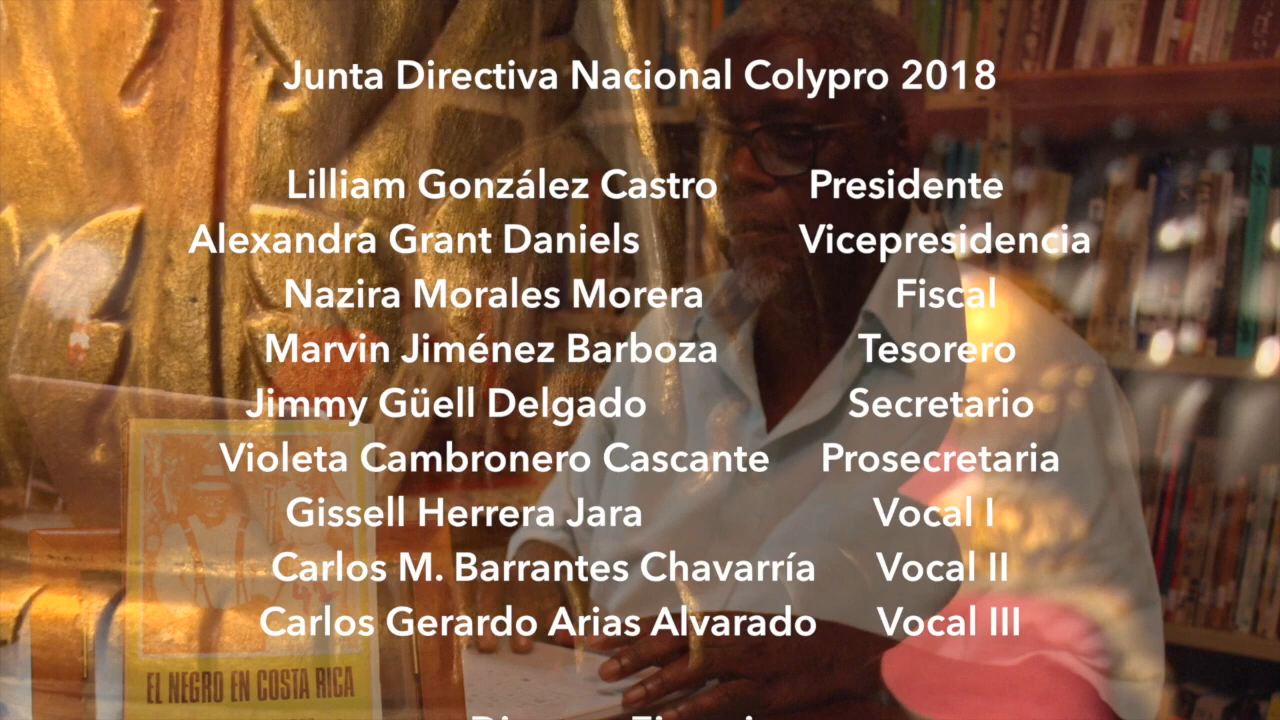 Junta Directiva Nacional Colypro 2018
Lilliam González Castro Presidente
Alexandra Grant Daniels Vicepresidencia
Nazira Morales Morera Fiscal
Marvin Jiménez Barboza Tesorero
Jimmy Güell Delgado Secretario
Violeta Cambronero Cascante Prosecretaria
Gissell Herrera Jara Vocal I
Carlos M. Barrantes Chavarría Vocal II
Carlos Gerardo Arias Alvarado Vocal III
EL NEGRO EN COSTA RICA